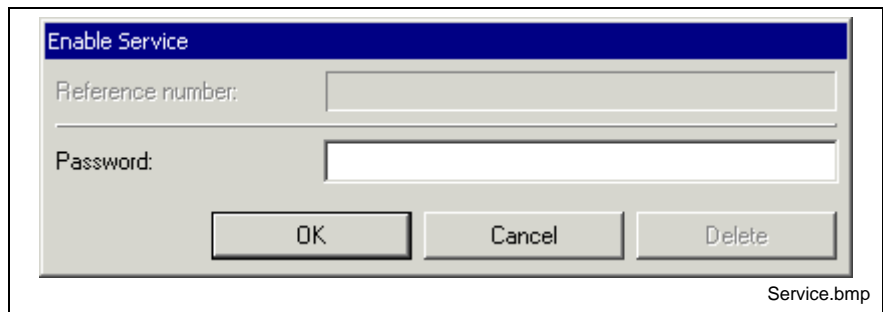 Enable Service
Reference number:
Password:
OK Cancel Delete
Service.bmp